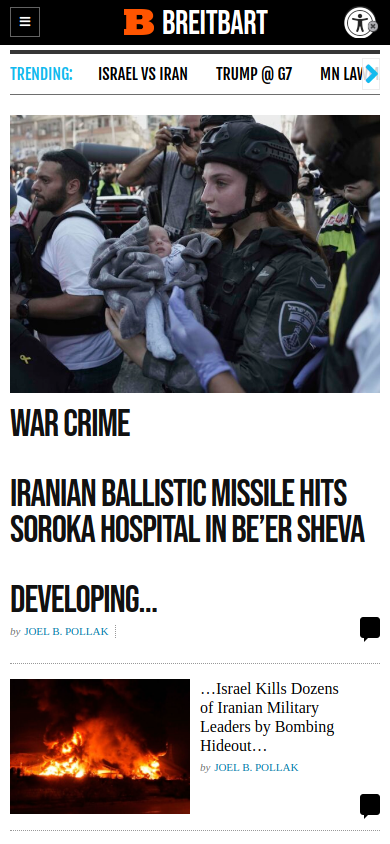 B BREITBART
TRENDING: ISRAEL VS IRAN TRUMP @ G7 MN LAW
WAR CRIME
IRANIAN BALLISTIC MISSILE HITS
SOROKA HOSPITAL IN BE’ER SHEVA
DEVELOPING…
by JOEL B. POLLAK
…Israel Kills Dozens
of Iranian Military
Leaders by Bombing
Hideout…
by JOEL B. POLLAK